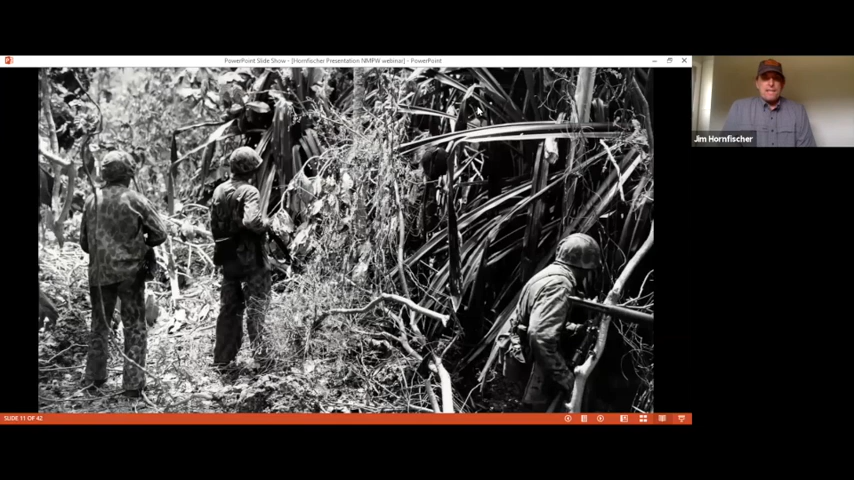 PowerPoint Slide Show - [Hornfischer Presentation NMPW webinar] - PowerPoint
Jim Hornfischer
SLIDE 11 OF 42